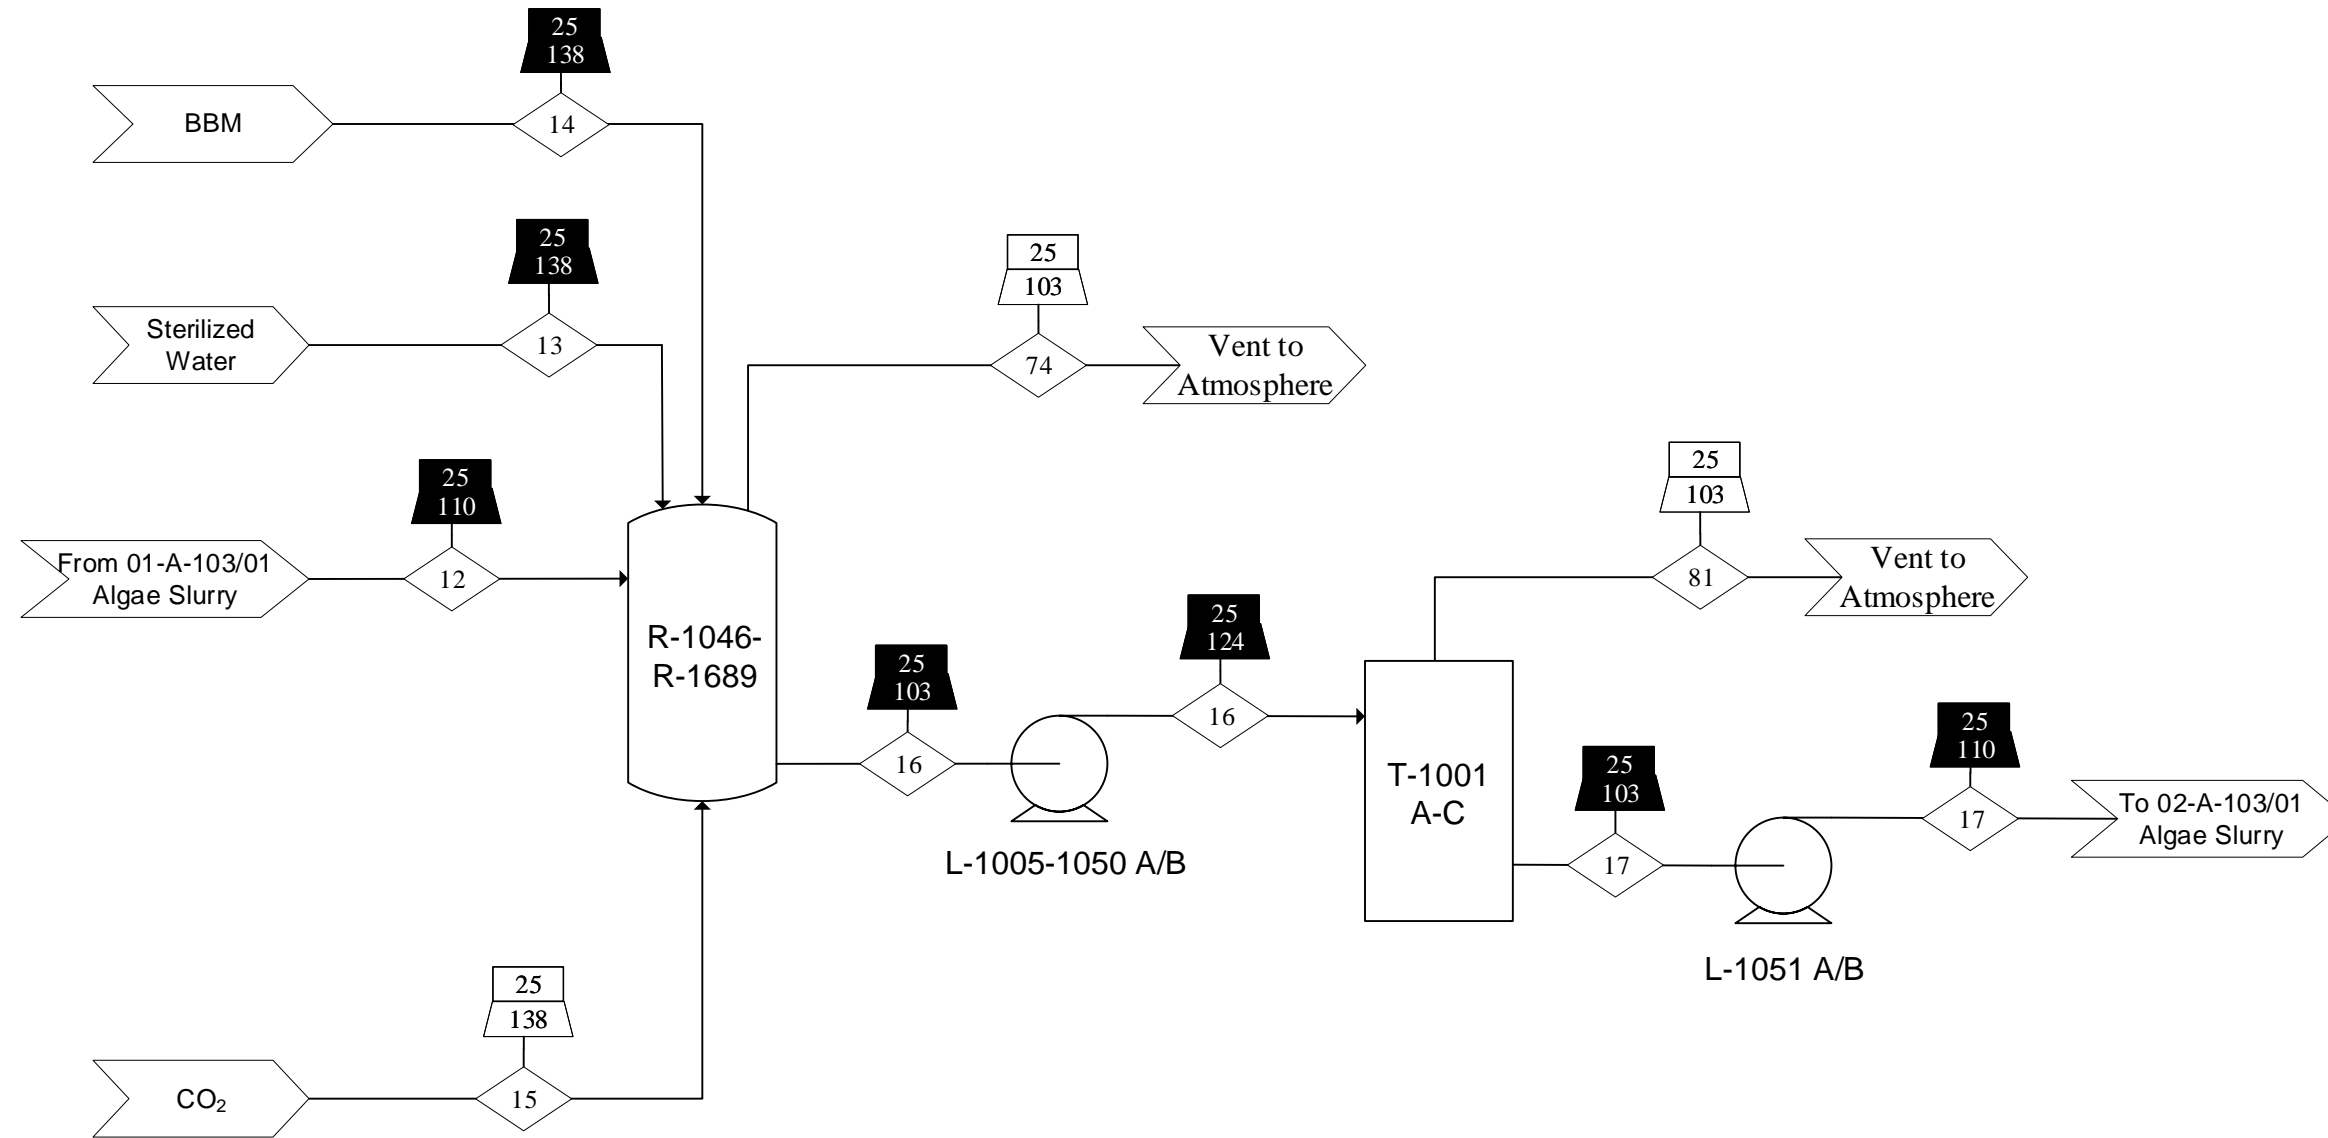 25
138
BBM
14
25
138
Sterilized
Water
13
25
103
74
Vent to
Atmosphere
25
110
From 01-A-103/01
Algae Slurry
12
R-1046-
R-1689
25
103
16
L-1005-1050 A/B
25
124
16
25
103
81
Vent to
Atmosphere
T-1001
A-C
25
103
17
L-1051 A/B
25
110
17
To 02-A-103/01
Algae Slurry
25
138
CO₂
15